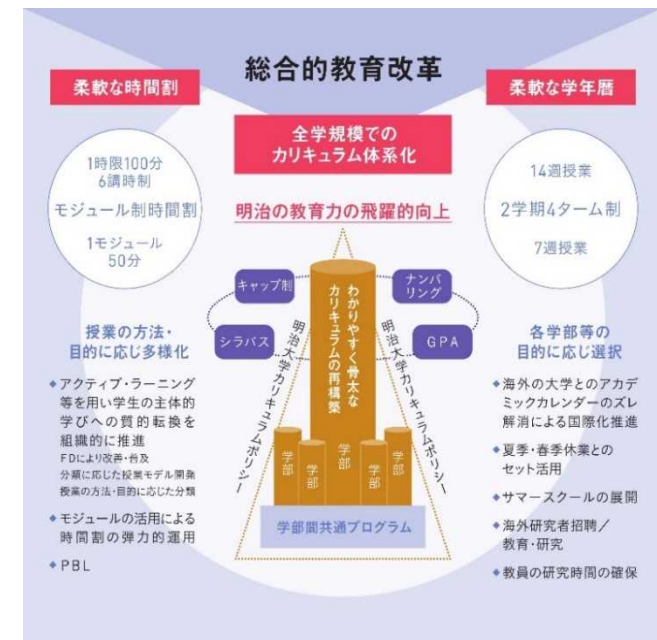 総合的教育改革
柔軟な時間割
1時限100分
6講時制
モジュール制時間割
1モジュール
50分
授業の方法・
目的に応じ多様化
◆アクティブ・ラーニング
等を用い学生の主体的
学びへの質的転換を
組織的に推進
FDにより改善・普及
分類に応じた授業モデル開発
授業の方法・目的に応じた分類
◆モジュールの活用による
時間割の弾力的運用
◆PBL
全学規模での
カリキュラム体系化
明治の教育力の飛躍的向上
キャップ制
ナンバ
リング
シラバス
GPA
わかりやすく骨太な
カリキュラムの再構築
明治大学カリキュラムポリシー
明治大学カリキュラムポリシー
学部
学部
学部
学部
学部
学部間共通プログラム
柔軟な学年暦
14週授業
2学期4ターム制
7週授業
各学部等の
目的に応じ選択
◆海外の大学とのアカデ
ミックカレンダーのズレ
解消による国際化推進
◆夏季・春季休業との
セット活用
◆サマースクールの展開
◆海外研究者招聘／
教育・研究
◆教員の研究時間の確保